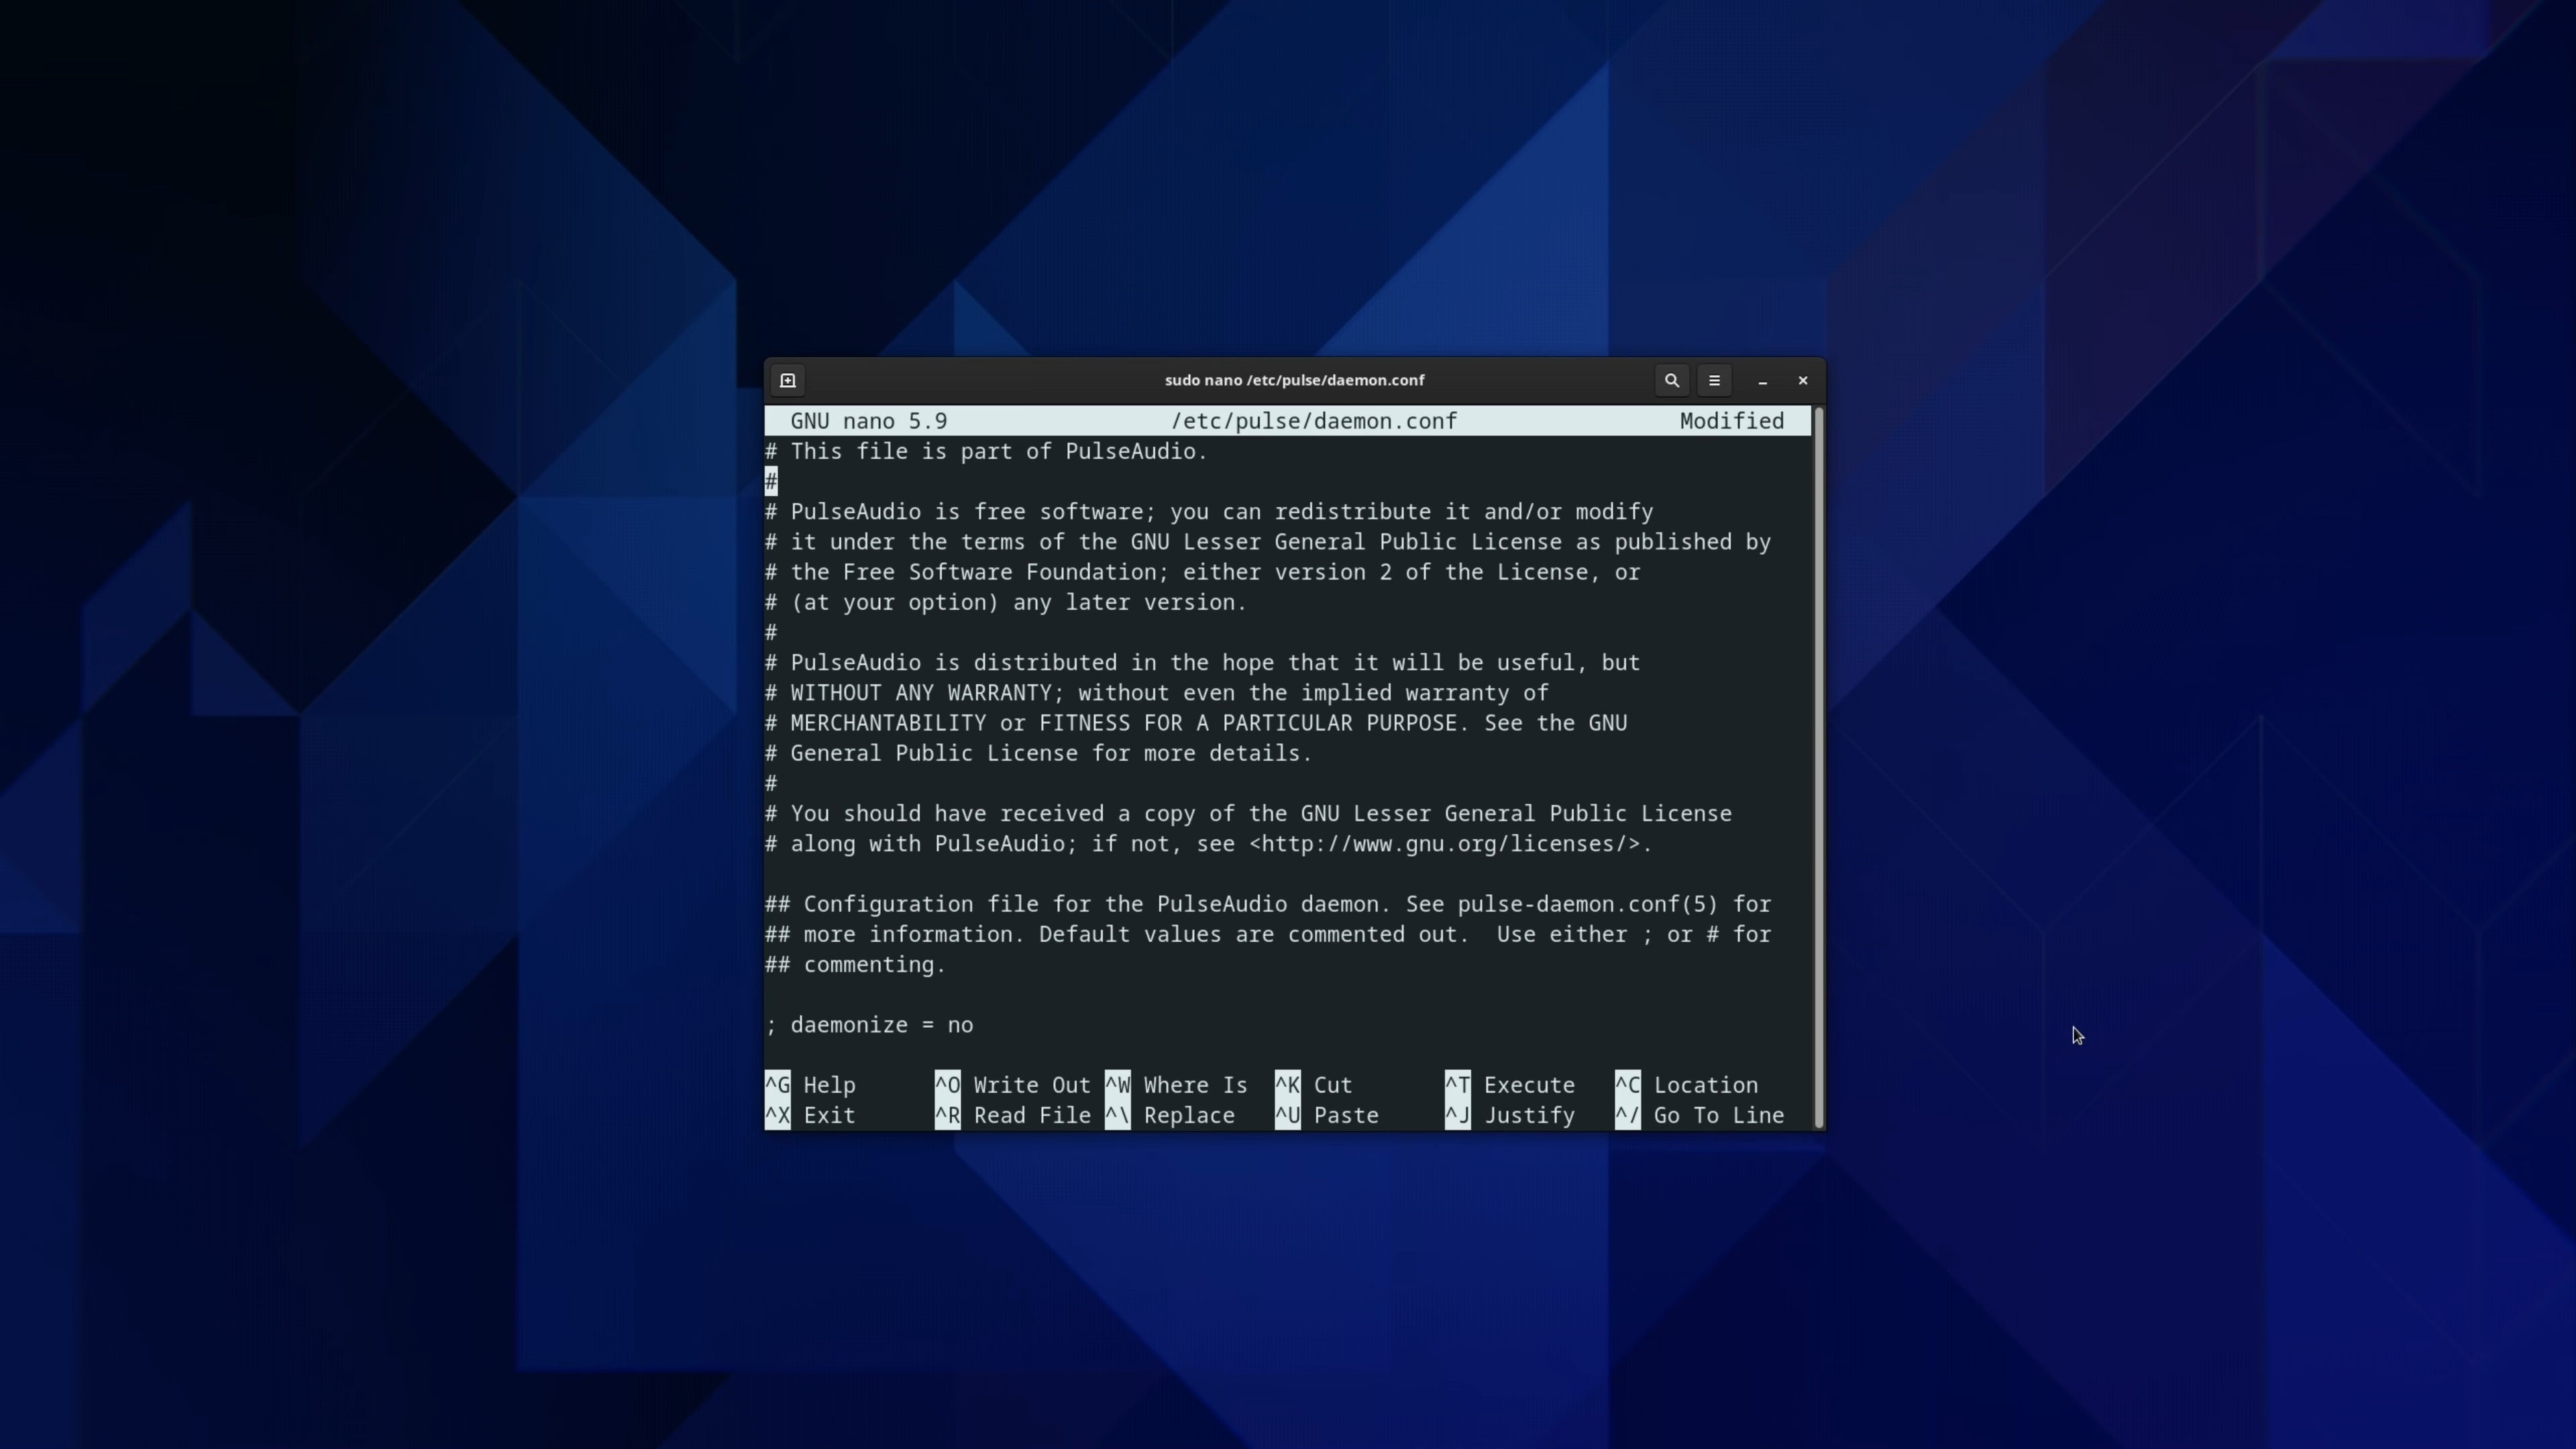 sudo nano /etc/pulse/daemon.conf
GNU nano 5.9 /etc/pulse/daemon.conf Modified
# This file is part of PulseAudio.
#
# PulseAudio is free software; you can redistribute it and/or modify
# it under the terms of the GNU Lesser General Public License as published by
# the Free Software Foundation; either version 2 of the License, or
# (at your option) any later version.
#
# PulseAudio is distributed in the hope that it will be useful, but
# WITHOUT ANY WARRANTY; without even the implied warranty of
# MERCHANTABILITY or FITNESS FOR A PARTICULAR PURPOSE. See the GNU
# General Public License for more details.
#
# You should have received a copy of the GNU Lesser General Public License
# along with PulseAudio; if not, see <http://www.gnu.org/licenses/>.
## Configuration file for the PulseAudio daemon. See pulse-daemon.conf(5) for
## more information. Default values are commented out.  Use either ; or # for
## commenting.
; daemonize = no
^G Help ^O Write Out ^W Where Is ^K Cut ^T Execute ^C Location
^X Exit ^R Read File ^\ Replace ^U Paste ^J Justify ^/ Go To Line